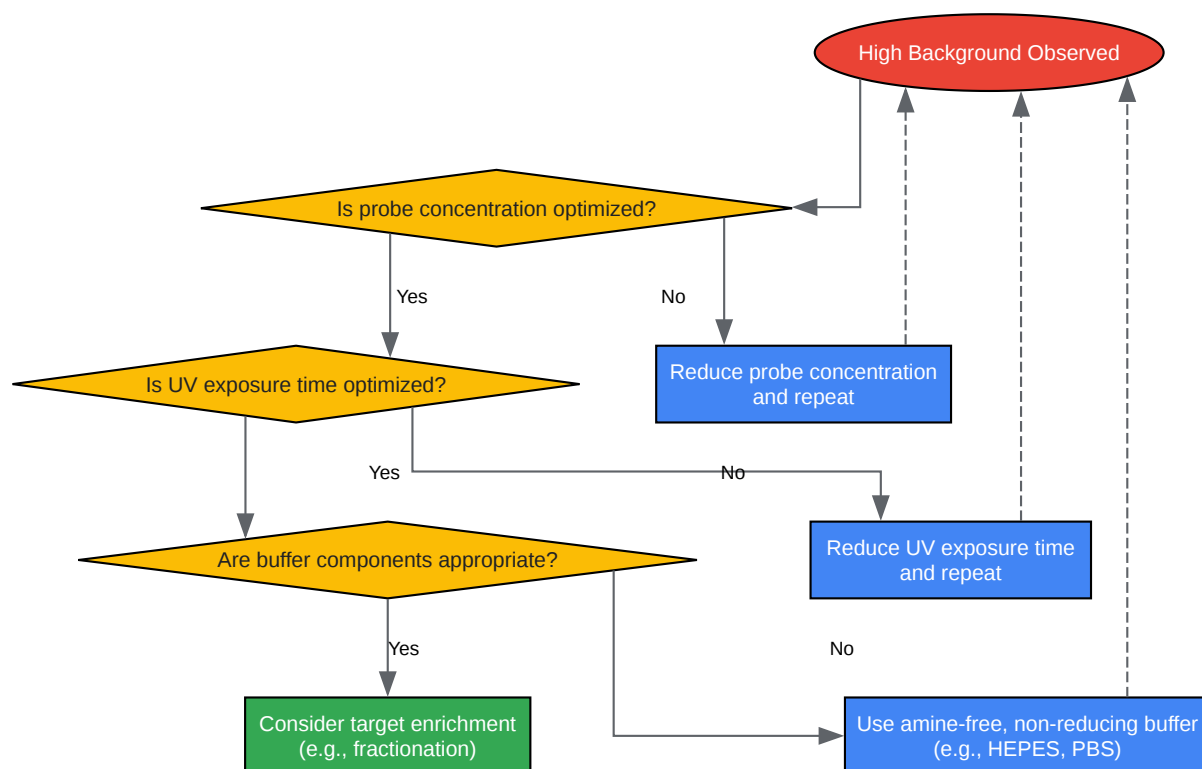 High Background Observed
Is probe concentration optimized?
Yes
No
Reduce probe concentration
and repeat
Is UV exposure time optimized?
Yes
No
Reduce UV exposure time
and repeat
Are buffer components appropriate?
Yes
No
Consider target enrichment
(e.g., fractionation)
Use amine-free, non-reducing buffer
(e.g., HEPES, PBS)